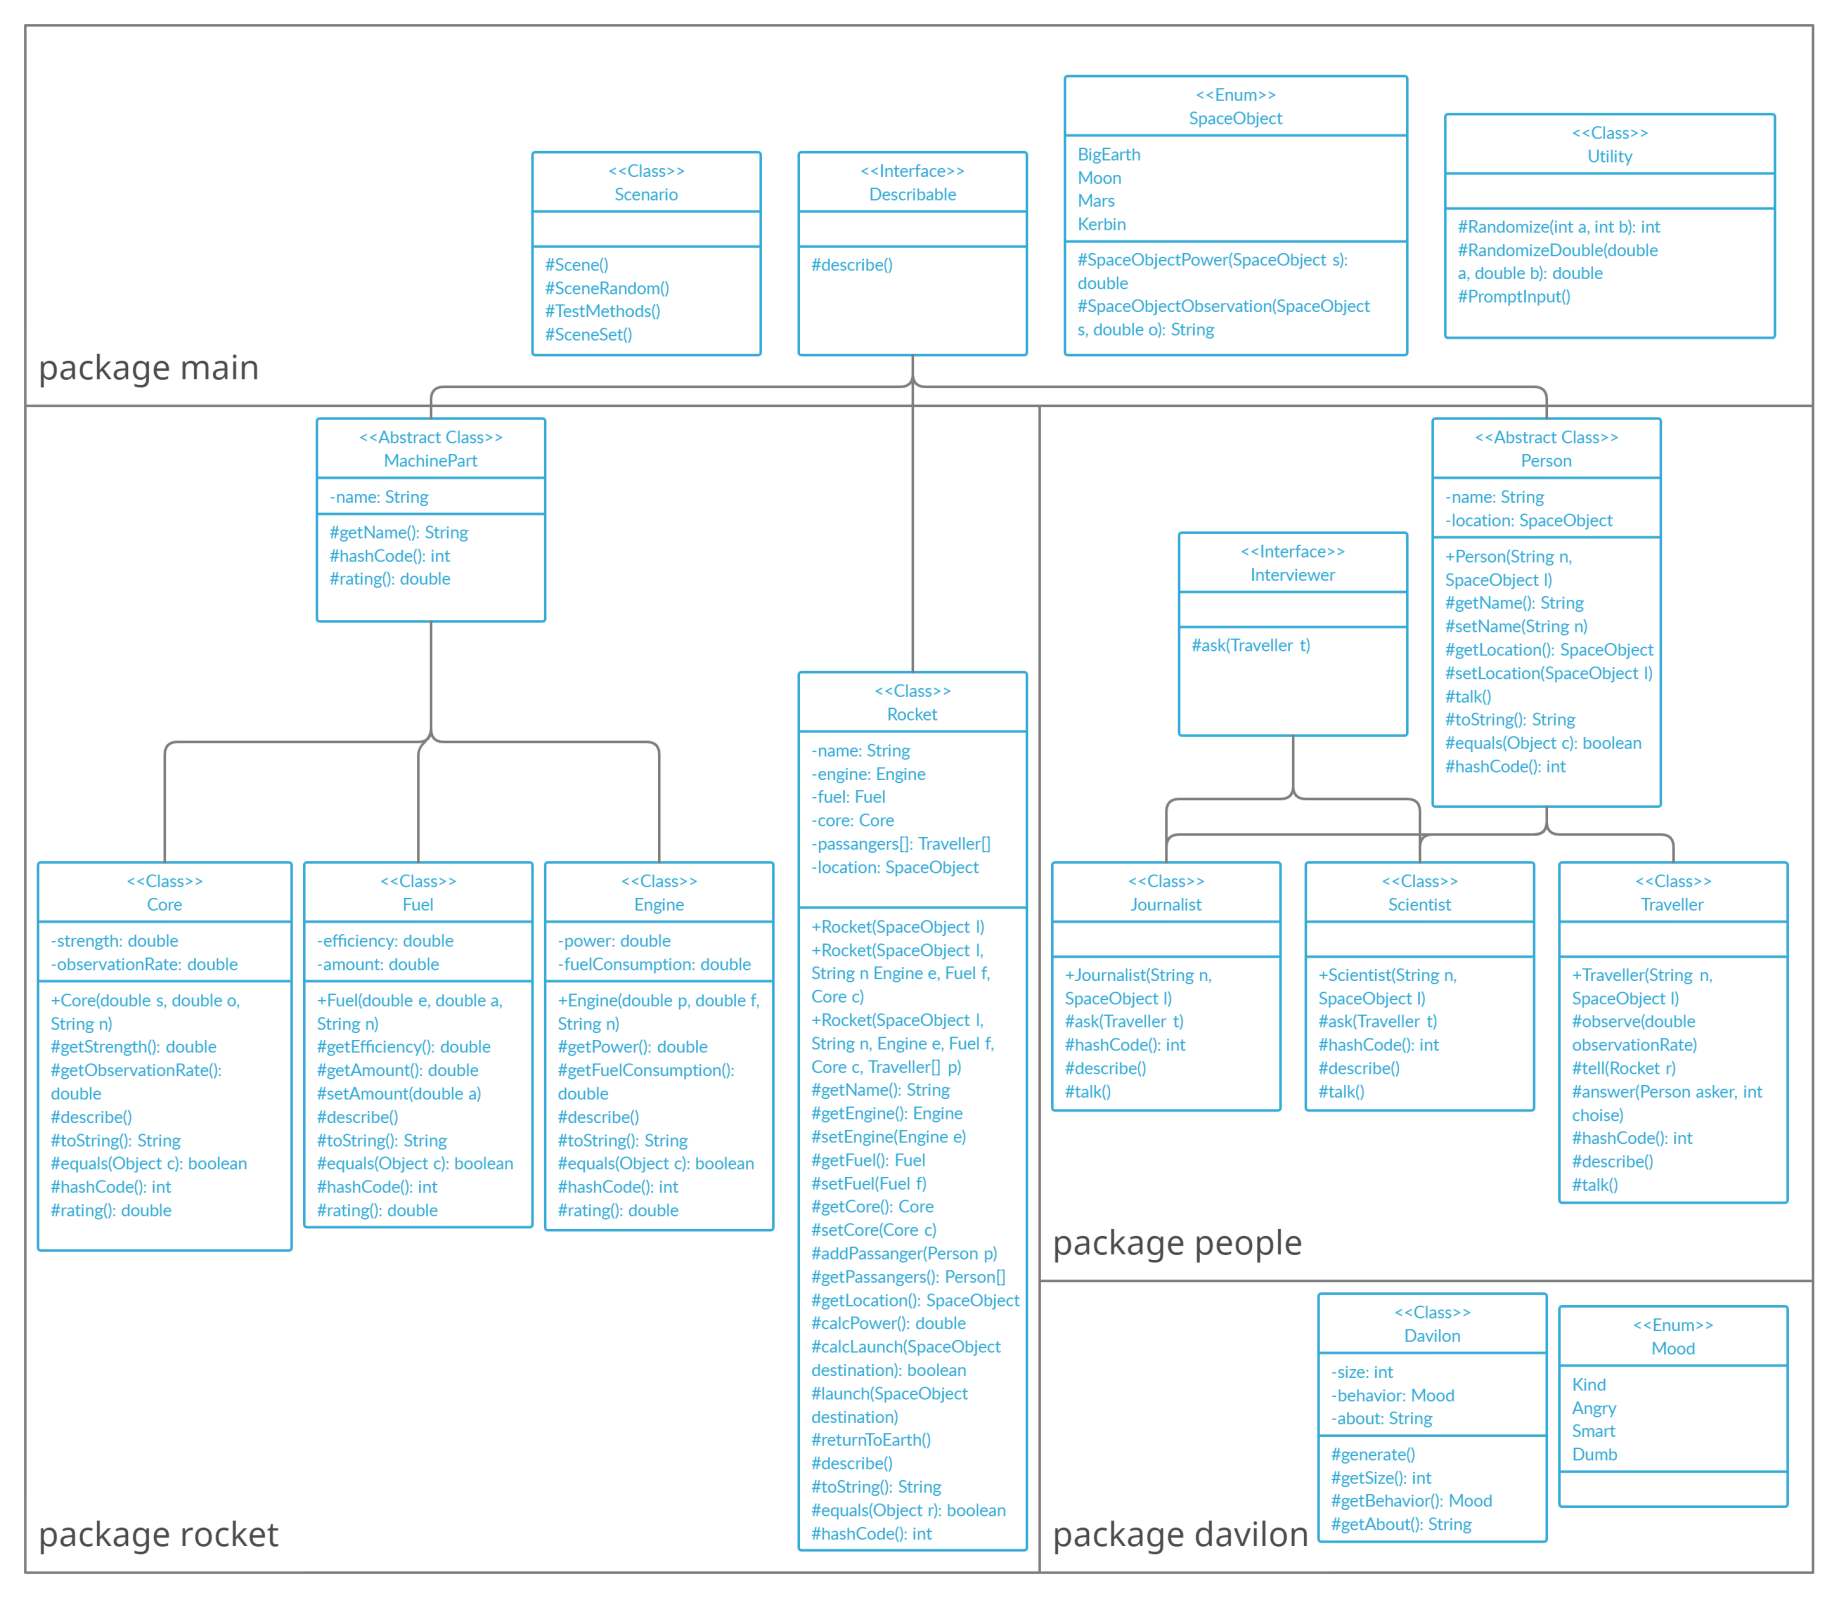 <<Class>>
Scenario
#Scene()
#SceneRandom()
#TestMethods()
#SceneSet()
<<Interface>>
Describable
#describe()
<<Enum>>
SpaceObject
BigEarth
Moon
Mars
Kerbin
#SpaceObjectPower(SpaceObject s):
double
#SpaceObjectObservation(SpaceObject
s, double o): String
<<Class>>
Utility
#Randomize(int a, int b): int
#RandomizeDouble(double
a, double b): double
#PromptInput()
package main
<<Abstract Class>>
MachinePart
-name: String
#getName(): String
#hashCode(): int
#rating(): double
<<Class>>
Core
-strength: double
-observationRate: double
+Core(double s, double o,
String n)
#getStrength(): double
#getObservationRate():
double
#describe()
#toString(): String
#equals(Object c): boolean
#hashCode(): int
#rating(): double
<<Class>>
Fuel
-efficiency: double
-amount: double
+Fuel(double e, double a,
String n)
#getEfficiency(): double
#getAmount(): double
#setAmount(double a)
#describe()
#toString(): String
#equals(Object c): boolean
#hashCode(): int
#rating(): double
<<Class>>
Engine
-power: double
-fuelConsumption: double
+Engine(double p, double f,
String n)
#getPower(): double
#getFuelConsumption():
double
#describe()
#toString(): String
#equals(Object c): boolean
#hashCode(): int
#rating(): double
<<Class>>
Rocket
-name: String
-engine: Engine
-fuel: Fuel
-core: Core
-passangers[]: Traveller[]
-location: SpaceObject
+Rocket(SpaceObject l)
+Rocket(SpaceObject l,
String n Engine e, Fuel f,
Core c)
+Rocket(SpaceObject l,
String n, Engine e, Fuel f,
Core c, Traveller[] p)
#getName(): String
#getEngine(): Engine
#setEngine(Engine e)
#getFuel(): Fuel
#setFuel(Fuel f)
#getCore(): Core
#setCore(Core c)
#addPassanger(Person p)
#getPassangers(): Person[]
#getLocation(): SpaceObject
#calcPower(): double
#calcLaunch(SpaceObject
destination): boolean
#launch(SpaceObject
destination)
#returnToEarth()
#describe()
#toString(): String
#equals(Object r): boolean
#hashCode(): int
package rocket
<<Interface>>
Interviewer
#ask(Traveller t)
<<Abstract Class>>
Person
-name: String
-location: SpaceObject
+Person(String n,
SpaceObject l)
#getName(): String
#setName(String n)
#getLocation(): SpaceObject
#setLocation(SpaceObject l)
#talk()
#toString(): String
#equals(Object c): boolean
#hashCode(): int
<<Class>>
Journalist
+Journalist(String n,
SpaceObject l)
#ask(Traveller t)
#hashCode(): int
#describe()
#talk()
<<Class>>
Scientist
+Scientist(String n,
SpaceObject l)
#ask(Traveller t)
#hashCode(): int
#describe()
#talk()
<<Class>>
Traveller
+Traveller(String n,
SpaceObject l)
#observe(double
observationRate)
#tell(Rocket r)
#answer(Person asker, int
choise)
#hashCode(): int
#describe()
#talk()
package people
<<Class>>
Davilon
-size: int
-behavior: Mood
-about: String
#generate()
#getSize(): int
#getBehavior(): Mood
#getAbout(): String
<<Enum>>
Mood
Kind
Angry
Smart
Dumb
package davilon